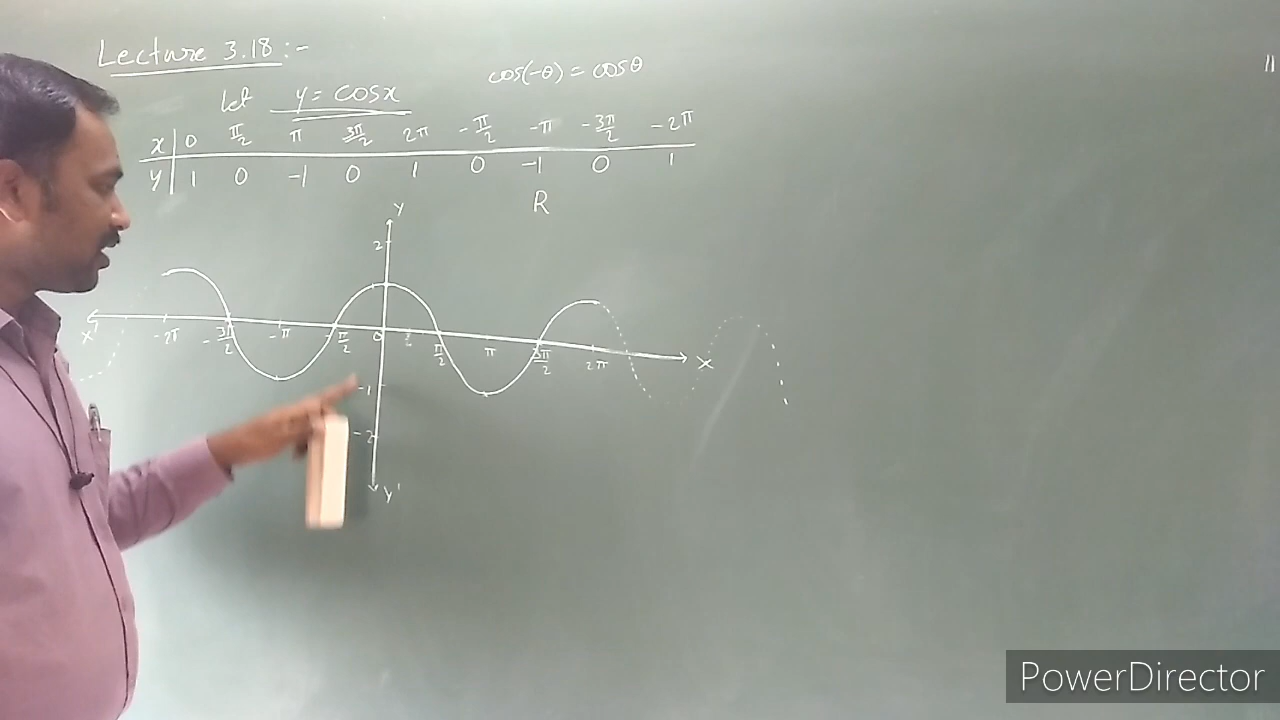 Lecture 3.18 :-
cos(-θ) = cosθ
let y = cosx
x | 0 π/2 π 3π/2 2π -π/2 -π -3π/2 -2π
y | 1 0 -1 0 1 0 -1 0 1
R
Y
2
X' -2π -3π/2 -π -π/2 0 π/2 π 3π/2 2π X
-1
-2
Y'
11
PowerDirector